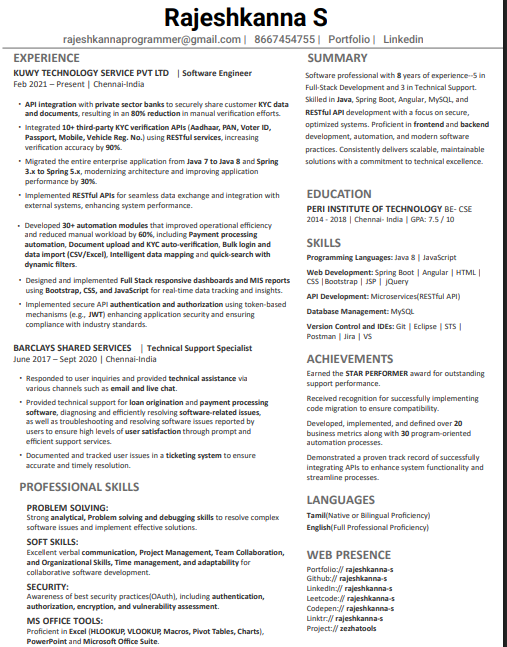 Rajeshkanna S
rajeshkannaprogrammer@gmail.com | 8667454755 | Portfolio | Linkedin
EXPERIENCE
KUWY TECHNOLOGY SERVICE PVT LTD | Software Engineer
Feb 2021 – Present | Chennai-India
• API integration with private sector banks to securely share customer KYC data
and documents, resulting in an 80% reduction in manual verification efforts.
• Integrated 10+ third-party KYC verification APIs (Aadhaar, PAN, Voter ID,
Passport, Mobile, Vehicle Reg. No.) using RESTful services, increasing
verification accuracy by 90%.
• Migrated the entire enterprise application from Java 7 to Java 8 and Spring
3.x to Spring 5.x, modernizing architecture and improving application
performance by 30%.
• Implemented RESTful APIs for seamless data exchange and integration with
external systems, enhancing system performance.
• Developed 30+ automation modules that improved operational efficiency
and reduced manual workload by 60%, including Payment processing
automation, Document upload and KYC auto-verification, Bulk login and
data import (CSV/Excel), Intelligent data mapping and quick-search with
dynamic filters.
• Designed and implemented Full Stack responsive dashboards and MIS reports
using Bootstrap, CSS, and JavaScript for real-time data tracking and insights.
• Implemented secure API authentication and authorization using token-based
mechanisms (e.g., JWT) enhancing application security and ensuring
compliance with industry standards.
BARCLAYS SHARED SERVICES | Technical Support Specialist
June 2017 – Sept 2020 | Chennai-India
• Responded to user inquiries and provided technical assistance via
various channels such as email and live chat.
• Provided technical support for loan origination and payment processing
software, diagnosing and efficiently resolving software-related issues,
as well as troubleshooting and resolving software issues reported by
users to ensure high levels of user satisfaction through prompt and
efficient support services.
• Documented and tracked user issues in a ticketing system to ensure
accurate and timely resolution.
PROFESSIONAL SKILLS
PROBLEM SOLVING:
Strong analytical, Problem solving and debugging skills to resolve complex
software issues and implement effective solutions.
SOFT SKILLS:
Excellent verbal communication, Project Management, Team Collaboration,
and Organizational Skills, Time management, and adaptability for
collaborative software development.
SECURITY:
Awareness of best security practices(OAuth), including authentication,
authorization, encryption, and vulnerability assessment.
MS OFFICE TOOLS:
Proficient in Excel (HLOOKUP, VLOOKUP, Macros, Pivot Tables, Charts),
PowerPoint and Microsoft Office Suite.
SUMMARY
Software professional with 8 years of experience--5 in
Full-Stack Development and 3 in Technical Support.
Skilled in Java, Spring Boot, Angular, MySQL, and
RESTful API development with a focus on secure,
optimized systems. Proficient in frontend and backend
development, automation, and modern software
practices. Consistently delivers scalable, maintainable
solutions with a commitment to technical excellence.
EDUCATION
PERI INSTITUTE OF TECHNOLOGY BE- CSE
2014 - 2018 | Chennai- India | GPA: 7.5 / 10
SKILLS
Programming Languages: Java 8 | JavaScript
Web Development: Spring Boot | Angular | HTML |
CSS |Bootstrap | JSP | jQuery
API Development: Microservices(RESTful API)
Database Management: MySQL
Version Control and IDEs: Git | Eclipse | STS |
Postman | Jira | VS
ACHIEVEMENTS
Earned the STAR PERFORMER award for outstanding
support performance.
Received recognition for successfully implementing
code migration to ensure compatibility.
Developed, implemented, and defined over 20
business metrics along with 30 program-oriented
automation processes.
Demonstrated a proven track record of successfully
integrating APIs to enhance system functionality and
streamline processes.
LANGUAGES
Tamil(Native or Bilingual Proficiency)
English(Full Professional Proficiency)
WEB PRESENCE
Portfolio:// rajeshkanna-s
Github:// rajeshkanna-s
LinkedIn:// rajeshkanna-s
Leetcode:// rajeshkanna-s
Codepen:// rajeshkanna-s
Linktr:// rajeshkanna-s
Project:// zezhatools